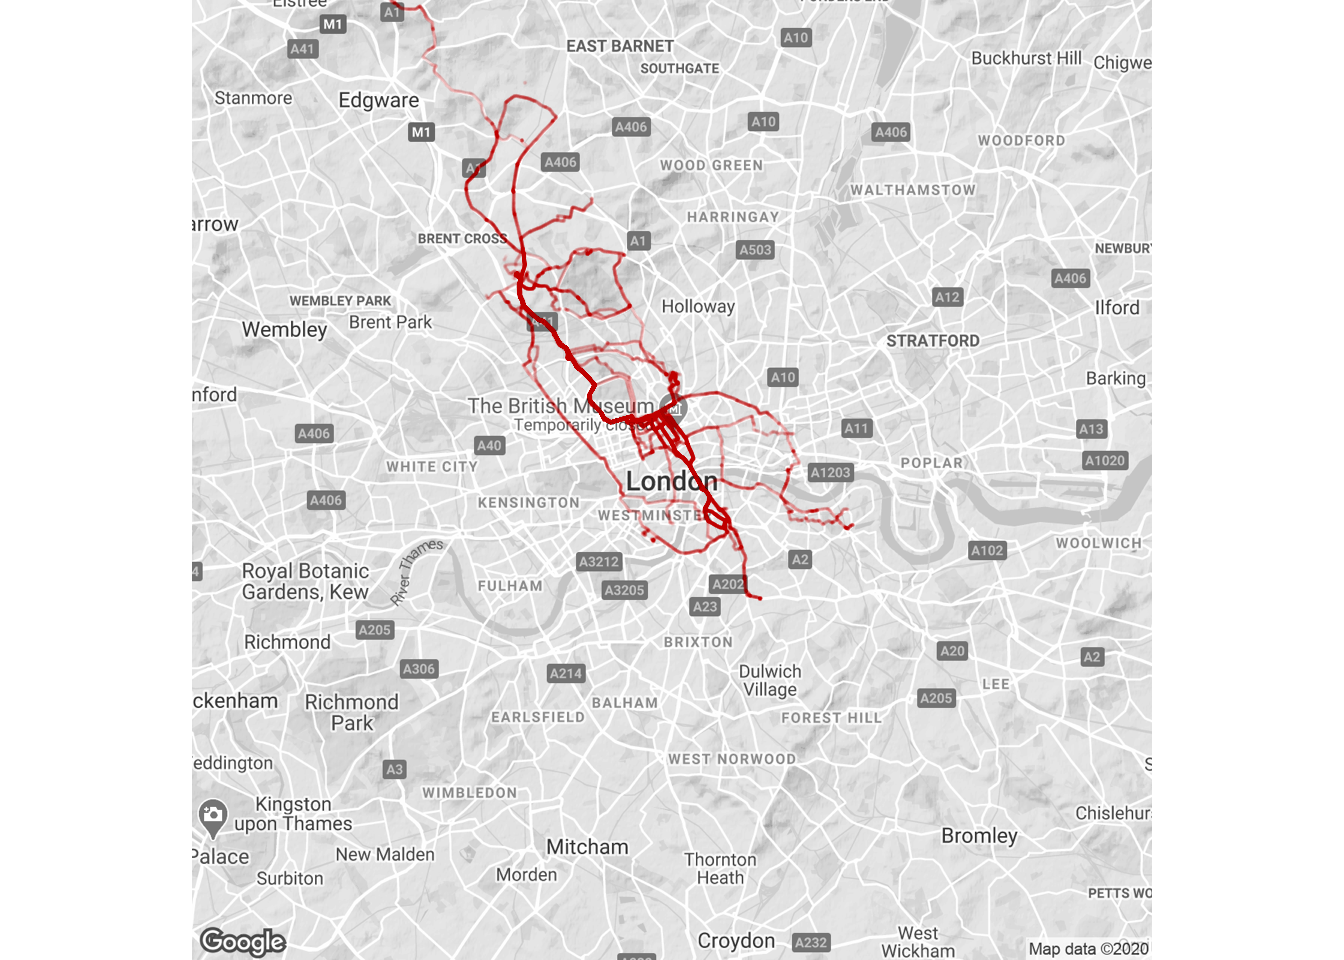 Elstree
A1
M1
A41
EAST BARNET
A10
SOUTHGATE
Buckhurst Hill
Chigwe
Stanmore
Edgware
M1
A406
A10
A406
WOODFORD
A406
WOOD GREEN
WALTHAMSTOW
arrow
HARRINGAY
BRENT CROSS
A1
A503
NEWBURY
A406
WEMBLEY PARK
A12
Holloway
Ilford
Brent Park
Wembley
STRATFORD
A10
Barking
nford
The British Museum
Temporarily close
A406
A40
A11
A13
WHITE CITY
A1203
POPLAR
A1020
London
A406
KENSINGTON
WESTMINSTE
WOOLWICH
River Thames
A102
A3212
A2
4
Royal Botanic
Gardens, Kew
FULHAM
A3205
A202
A23
A205
Richmond
BRIXTON
A306
A214
A20
A2
Dulwich
Village
LEE
A205
ckenham
Richmond
Park
BALHAM
EARLSFIELD
FOREST HILL
eddington
WEST NORWOOD
A3
WIMBLEDON
Kingston
upon Thames
Chislehur
Bromley
Palace
New Malden
Mitcham
Thornton
Heath
Surbiton
Morden
PETTS WO
Croydon
A232
West
Wickham
Google
Map data ©2020